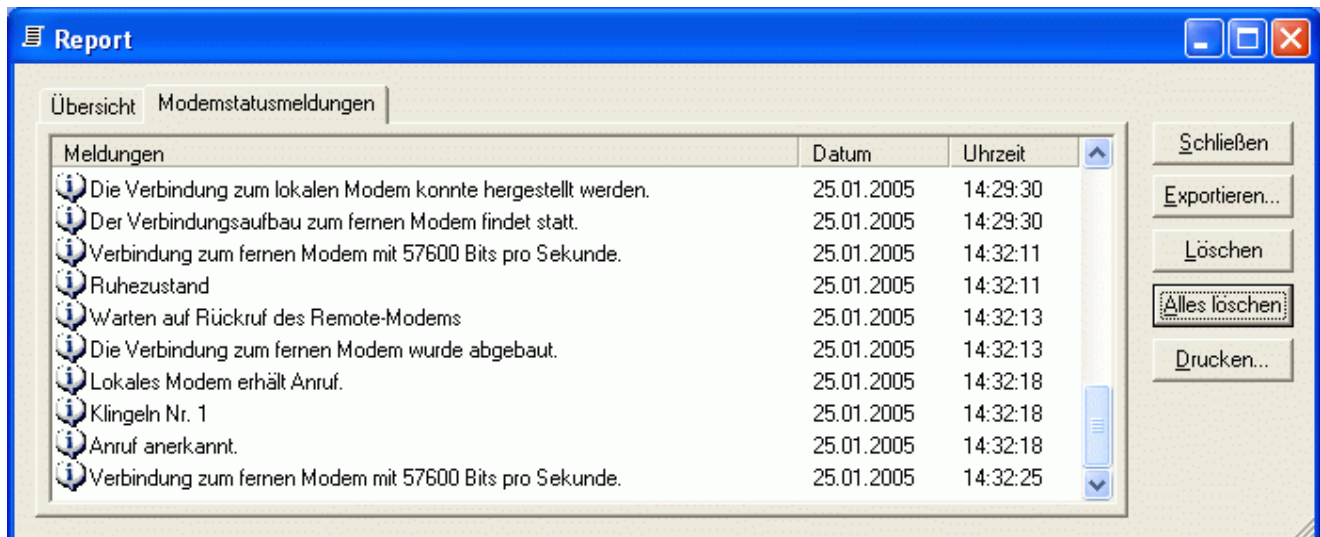 Report
Übersicht Modemstatusmeldungen
Meldungen Datum Uhrzeit
Die Verbindung zum lokalen Modem konnte hergestellt werden. 25.01.2005 14:29:30
Der Verbindungsaufbau zum fernen Modem findet statt. 25.01.2005 14:29:30
Verbindung zum fernen Modem mit 57600 Bits pro Sekunde. 25.01.2005 14:32:11
Ruhezustand 25.01.2005 14:32:11
Warten auf Rückruf des Remote-Modems 25.01.2005 14:32:13
Die Verbindung zum fernen Modem wurde abgebaut. 25.01.2005 14:32:13
Lokales Modem erhält Anruf. 25.01.2005 14:32:18
Klingeln Nr. 1 25.01.2005 14:32:18
Anruf anerkannt. 25.01.2005 14:32:18
Verbindung zum fernen Modem mit 57600 Bits pro Sekunde. 25.01.2005 14:32:25
Schließen
Exportieren...
Löschen
Alles löschen
Drucken...